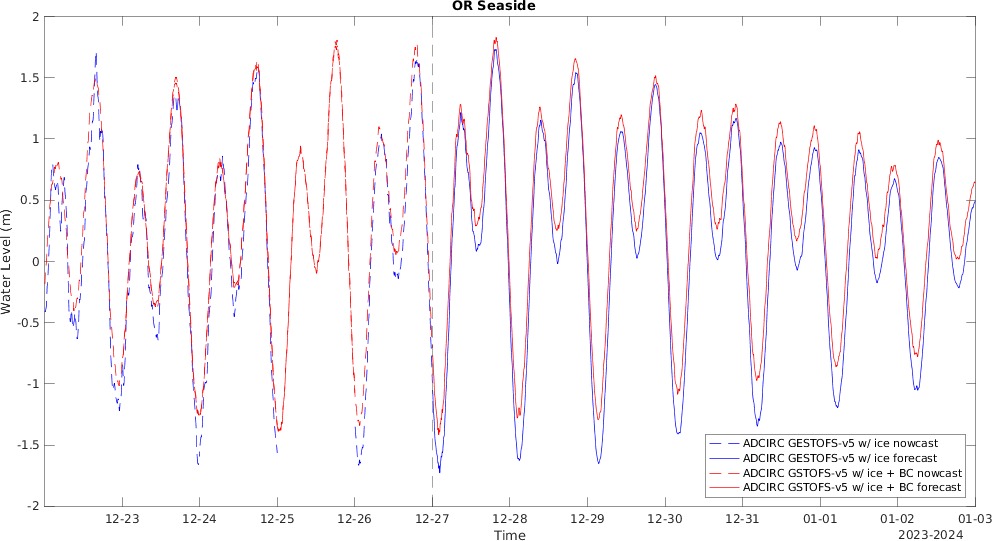 OR Seaside
2
1.5
1
0.5
0
-0.5
-1
-1.5
-2
Water Level (m)
12-23 12-24 12-25 12-26 12-27 12-28 12-29 12-30 12-31 01-01 01-02 01-03
Time
2023-2024
ADCIRC GESTOFS-v5 w/ ice nowcast
ADCIRC GESTOFS-v5 w/ ice forecast
ADCIRC GSTOFS-v5 w/ ice + BC nowcast
ADCIRC GSTOFS-v5 w/ ice + BC forecast